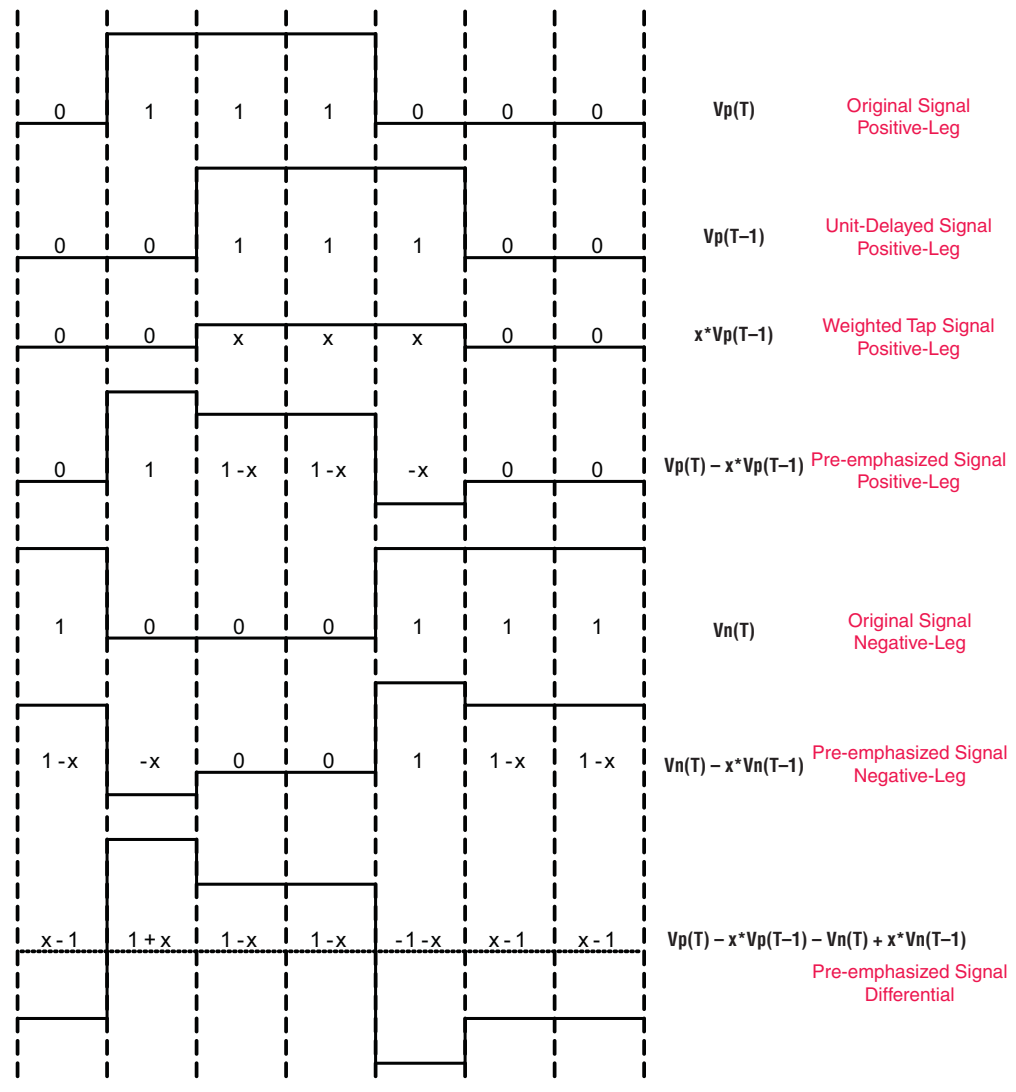 0 1 1 1 0 0 0 Vp(T) Original Signal
Positive-Leg
0 0 1 1 1 0 0 Vp(T–1) Unit-Delayed Signal
Positive-Leg
0 0 x x x 0 0 x*Vp(T–1) Weighted Tap Signal
Positive-Leg
0 1 1-x 1-x -x 0 0 Vp(T) – x*Vp(T–1) Pre-emphasized Signal
Positive-Leg
1 0 0 0 1 1 1 Vn(T) Original Signal
Negative-Leg
1-x -x 0 0 1 1-x 1-x Vn(T) – x*Vn(T–1) Pre-emphasized Signal
Negative-Leg
x-1 1+x 1-x 1-x -1-x x-1 x-1 Vp(T) – x*Vp(T–1) – Vn(T) + x*Vn(T–1)
Pre-emphasized Signal
Differential